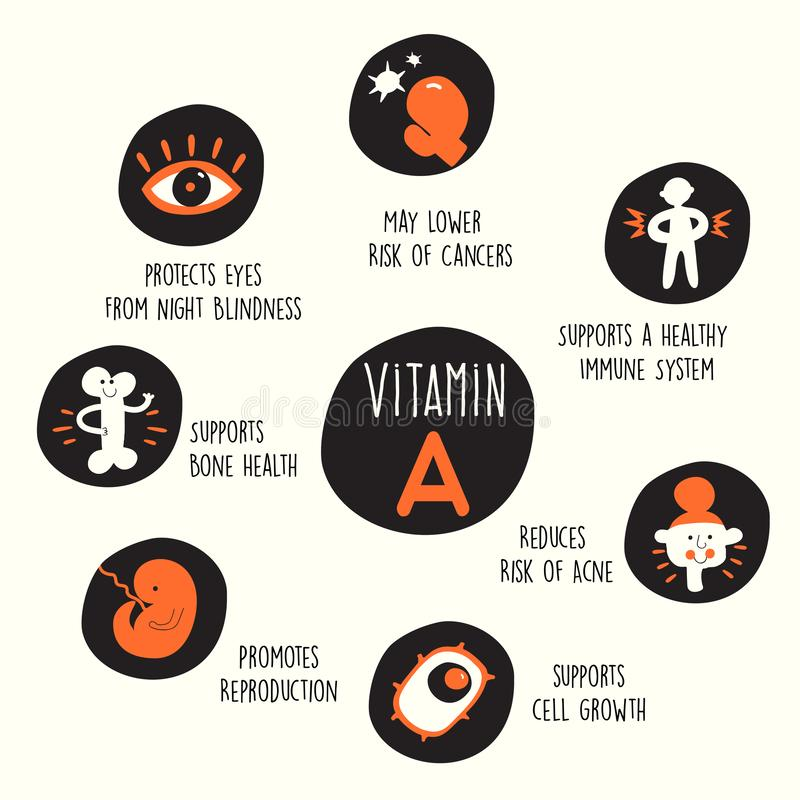 MAY LOWER
RISK OF CANCERS
PROTECTS EYES
FROM NIGHT BLINDNESS
SUPPORTS A HEALTHY
IMMUNE SYSTEM
ViTAMiN
A
SUPPORTS
BONE HEALTH
REDUCES
RISK OF ACNE
PROMOTES
REPRODUCTION
SUPPORTS
CELL GROWTH
dreamstime